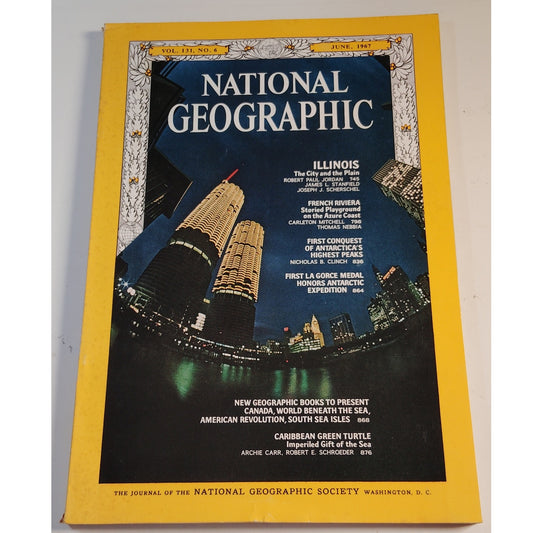 VOL. 131, NO. 6
JUNE, 1967
NATIONAL
GEOGRAPHIC
ILLINOIS
The City and the Plain
ROBERT PAUL JORDAN 745
JAMES L. STANFIELD
JOSEPH J. SCHERSCHEL
FRENCH RIVIERA
Storied Playground
on the Azure Coast
CARLETON MITCHELL 798
THOMAS NEBBIA
FIRST CONQUEST
OF ANTARCTICA'S
HIGHEST PEAKS
NICHOLAS B. CLINCH 836
FIRST LA GORCE MEDAL
HONORS ANTARCTIC
EXPEDITION 864
NEW GEOGRAPHIC BOOKS TO PRESENT
CANADA, WORLD BENEATH THE SEA,
AMERICAN REVOLUTION, SOUTH SEA ISLES 868
CARIBBEAN GREEN TURTLE
Imperiled Gift of the Sea
ARCHIE CARR, ROBERT E. SCHROEDER 876
THE JOURNAL OF THE NATIONAL GEOGRAPHIC SOCIETY WASHINGTON, D. C.